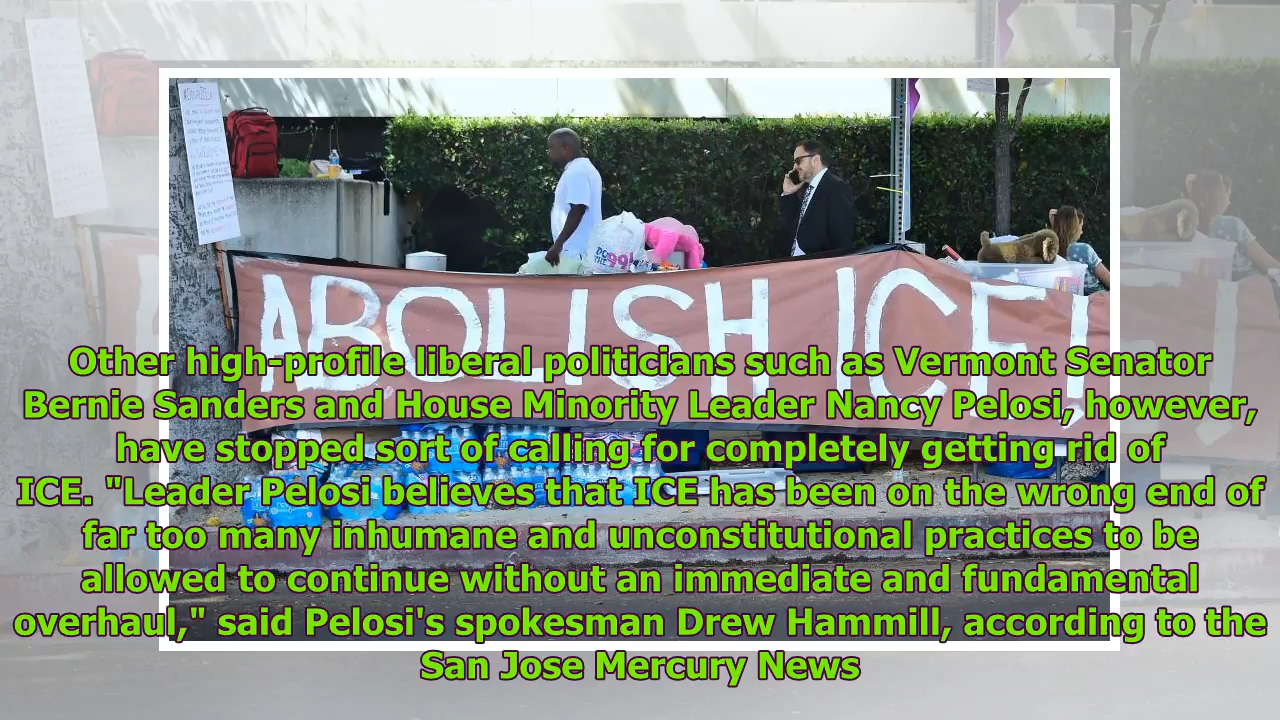 ABOLISH ICE!
Other high-profile liberal politicians such as Vermont Senator
Bernie Sanders and House Minority Leader Nancy Pelosi, however,
have stopped sort of calling for completely getting rid of
ICE. "Leader Pelosi believes that ICE has been on the wrong end of
far too many inhumane and unconstitutional practices to be
allowed to continue without an immediate and fundamental
overhaul," said Pelosi's spokesman Drew Hammill, according to the
San Jose Mercury News